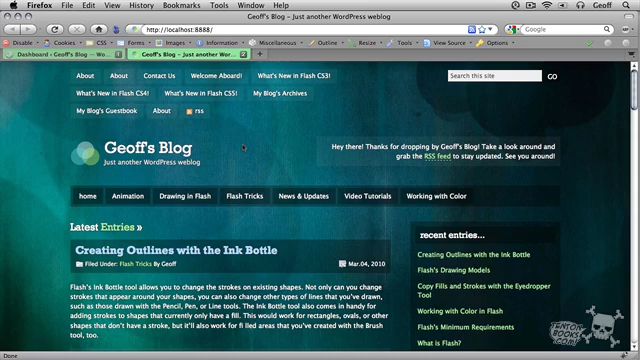 Firefox File Edit View History Bookmarks Tools Window Help Geoff
Geoff's Blog – Just another WordPress weblog
http://localhost:8888/
Google
Disable Cookies CSS Forms Images Information Miscellaneous Outline Resize Tools View Source Options
Dashboard ‹ Geoff's Blog — Wo...
Geoff's Blog – Just another Wor...
About About Contact Us Welcome Aboard! What's New in Flash CS3!
Search this site GO
What's New in Flash CS4! What's New in Flash CS5! My Blog's Archives
My Blog's Guestbook About rss
Geoff's Blog
Just another WordPress weblog
Hey there! Thanks for dropping by Geoff's Blog! Take a look around and
grab the RSS feed to stay updated. See you around!
home Animation Drawing in Flash Flash Tricks News & Updates Video Tutorials Working with Color
Latest Entries »
Creating Outlines with the Ink Bottle
Filed Under: Flash Tricks By Geoff Mar.04, 2010
Flash's Ink Bottle tool allows you to change the strokes on existing shapes. Not only can you change
strokes that appear around your shapes, you can also change other types of lines that you've drawn,
such as those drawn with the Pencil, Pen, or Line tools. The Ink Bottle also comes in handy for
adding strokes to shapes that currently only have a fill. This would work for rectangles, ovals, or other
shapes that don't have a stroke, but it'll also work for fi lled areas that you've created with the Brush
tool, too.
recent entries...
Creating Outlines with the Ink Bottle
Flash's Drawing Models
Copy Fills and Strokes with the Eyedropper
Tool
Working with Color in Flash
Flash's Minimum Requirements
What is Flash?
TENTONBOOKS.COM
Done